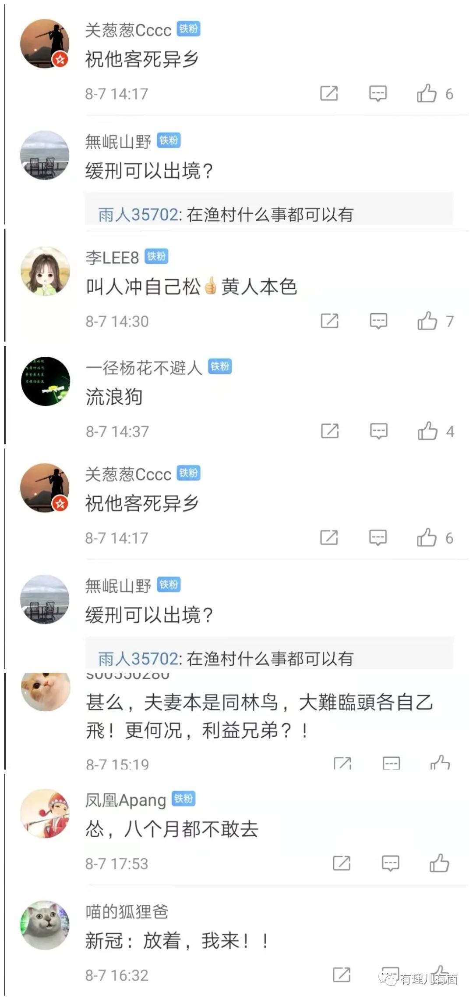 关葱葱Cccc 铁粉
祝他客死异乡
8-7 14:17 6
無岷山野 铁粉
缓刑可以出境？
雨人35702: 在渔村什么事都可以有
李LEE8 铁粉
叫人冲自己松👍黄人本色
8-7 14:30 7
一径杨花不避人 铁粉
流浪狗
8-7 14:37 4
关葱葱Cccc 铁粉
祝他客死异乡
8-7 14:17 6
無岷山野 铁粉
缓刑可以出境？
雨人35702: 在渔村什么事都可以有
s00550280
甚么，夫妻本是同林鸟，大難臨頭各自乙
飛！更何况，利益兄弟？！
8-7 15:19
凤凰Apang 铁粉
怂，八个月都不敢去
8-7 17:53
喵的狐狸爸
新冠：放着，我来！！
8-7 16:32
有理儿有面